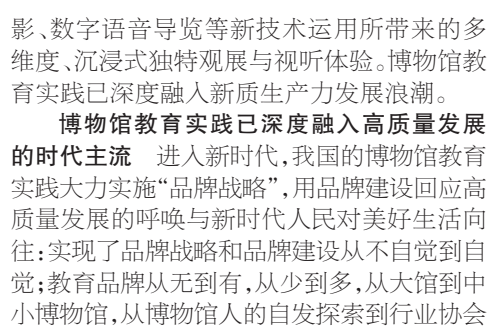 影、数字语音导览等新技术运用所带来的多
维度、沉浸式独特观展与视听体验。博物馆教
育实践已深度融入新质生产力发展浪潮。
博物馆教育实践已深度融入高质量发展
的时代主流　进入新时代，我国的博物馆教育
实践大力实施“品牌战略”，用品牌建设回应高
质量发展的呼唤与新时代人民对美好生活向
往：实现了品牌战略和品牌建设从不自觉到自
觉；教育品牌从无到有，从少到多，从大馆到中
小博物馆，从博物馆人的自发探索到行业协会